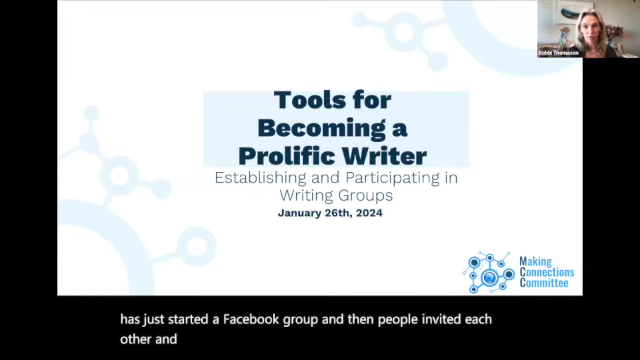 Bobbi Thomason
Tools for
Becoming a
Prolific Writer
Establishing and Participating in
Writing Groups
January 26th, 2024
Making
Connections
Committee
has just started a Facebook group and then people invited each
other and